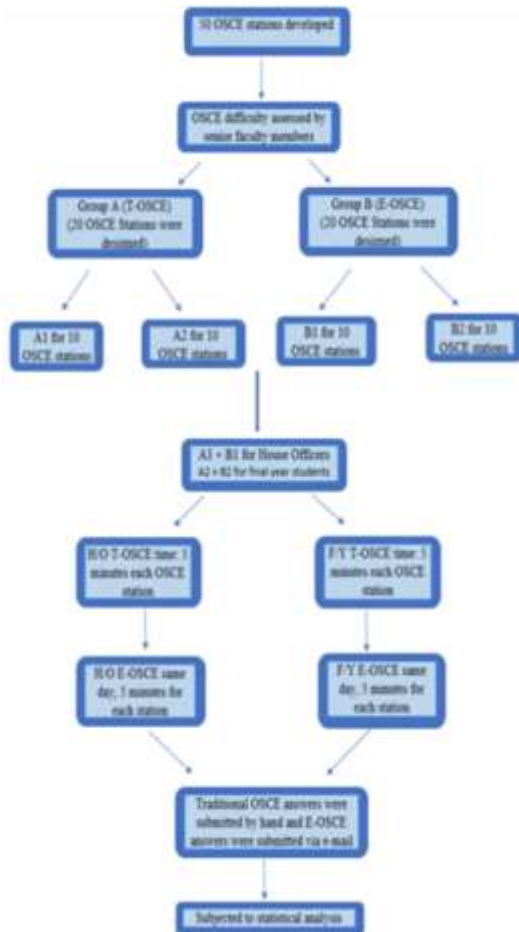 OSCE stations developed
OSCE difficulty assessed by
senior faculty members
Group A (T-OSCE)
(20 OSCE Stations were
designed)
Group B (E-OSCE)
(20 OSCE Stations were
designed)
A1 for 10
OSCE stations
A2 for 10
OSCE stations
B1 for 10
OSCE stations
B2 for 10
OSCE stations
A1 + B1 for House Officers
A2 + B2 for final year students
H/O T-OSCE time:
minutes each OSCE
station
F/Y T-OSCE time:
minutes each OSCE
station
H/O E-OSCE same
day, minutes for
each station
F/Y E-OSCE same
day, minutes for
each station
Traditional OSCE answers were
submitted by hand and E-OSCE
answers were submitted via e-mail
Subjected to statistical analysis